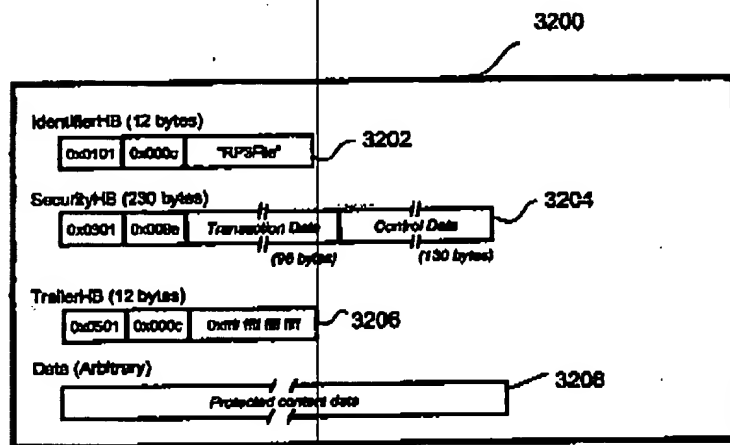 3200
IdentifierHB (12 bytes)
0x0101 0x000c "RPSFile" 3202
SecurityHB (230 bytes)
0x0301 Transaction Data Control Data 3204
(96 bytes) (130 bytes)
TrailerHB (12 bytes)
0x0501 0x000c 3206
Data (Arbitrary)
Protected content data 3208